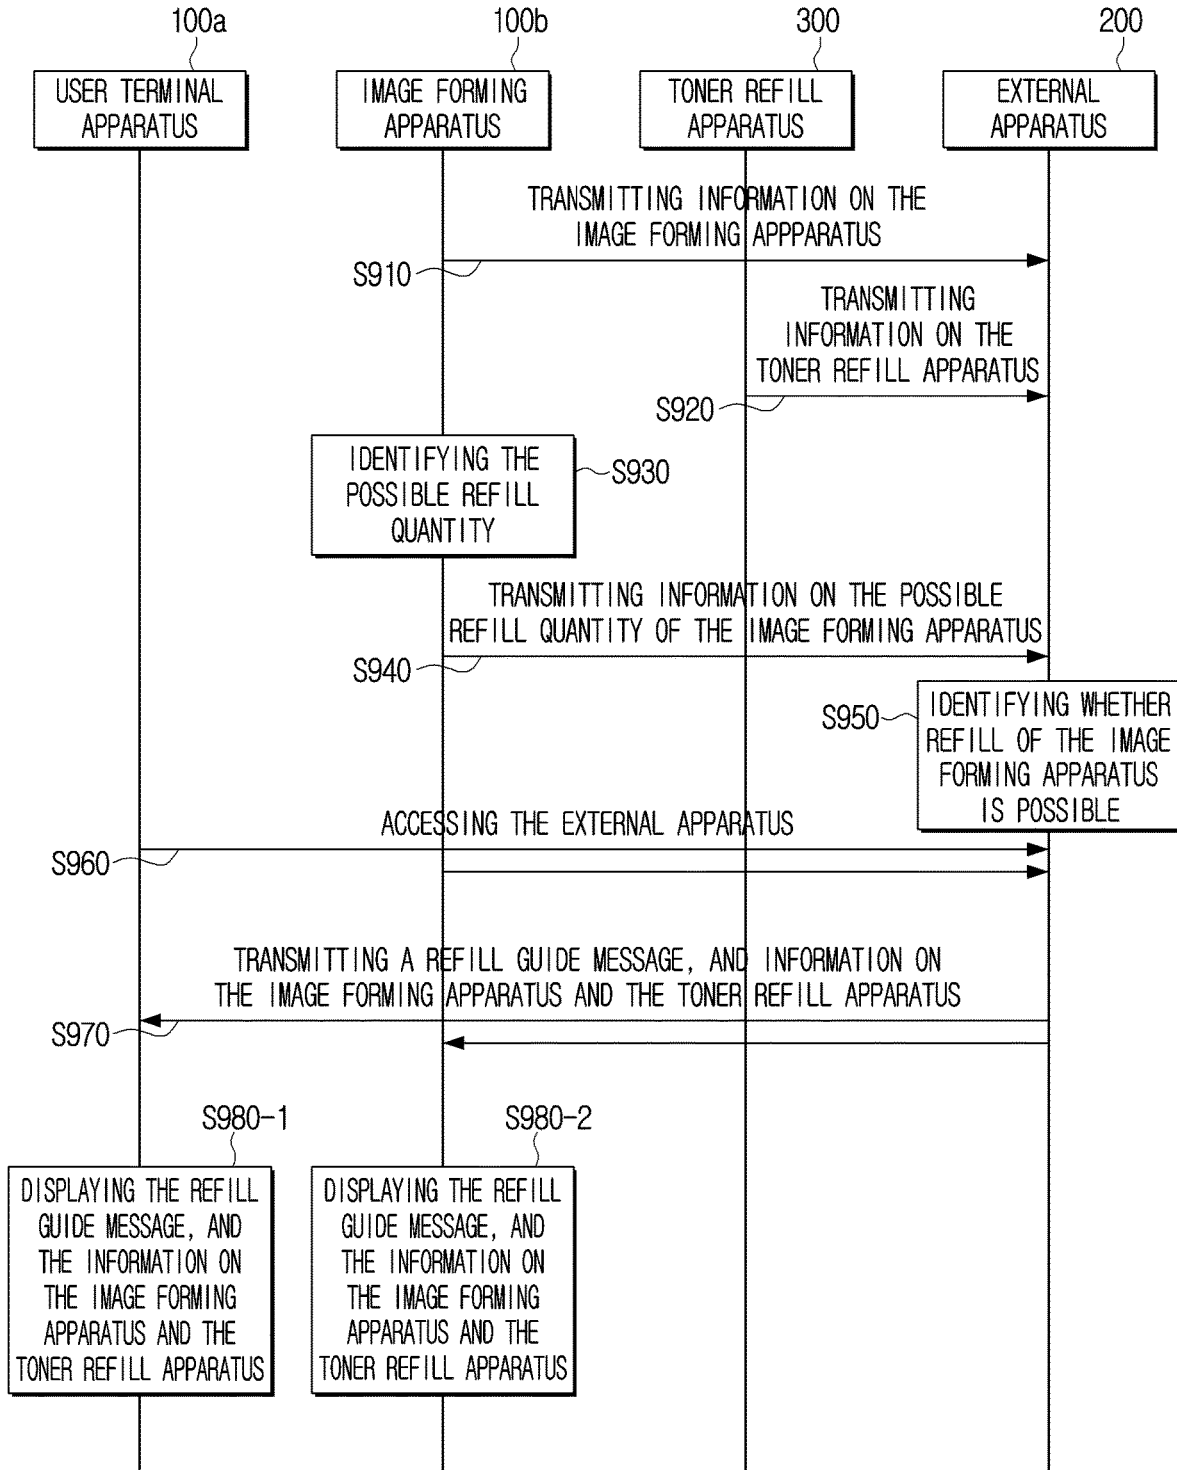 100a
100b
300
200
USER TERMINAL
APPARATUS
IMAGE FORMING
APPARATUS
TONER REFILL
APPARATUS
EXTERNAL
APPARATUS
TRANSMITTING INFORMATION ON THE
IMAGE FORMING APPPARATUS
S910
TRANSMITTING
INFORMATION ON THE
TONER REFILL APPARATUS
S920
IDENTIFYING THE
POSSIBLE REFILL
QUANTITY
S930
TRANSMITTING INFORMATION ON THE POSSIBLE
REFILL QUANTITY OF THE IMAGE FORMING APPARATUS
S940
S950
IDENTIFYING WHETHER
REFILL OF THE IMAGE
FORMING APPARATUS
IS POSSIBLE
ACCESSING THE EXTERNAL APPARATUS
S960
TRANSMITTING A REFILL GUIDE MESSAGE, AND INFORMATION ON
THE IMAGE FORMING APPARATUS AND THE TONER REFILL APPARATUS
S970
S980-1
S980-2
DISPLAYING THE REFILL
GUIDE MESSAGE, AND
THE INFORMATION ON
THE IMAGE FORMING
APPARATUS AND THE
TONER REFILL APPARATUS
DISPLAYING THE REFILL
GUIDE MESSAGE, AND
THE INFORMATION ON
THE IMAGE FORMING
APPARATUS AND THE
TONER REFILL APPARATUS